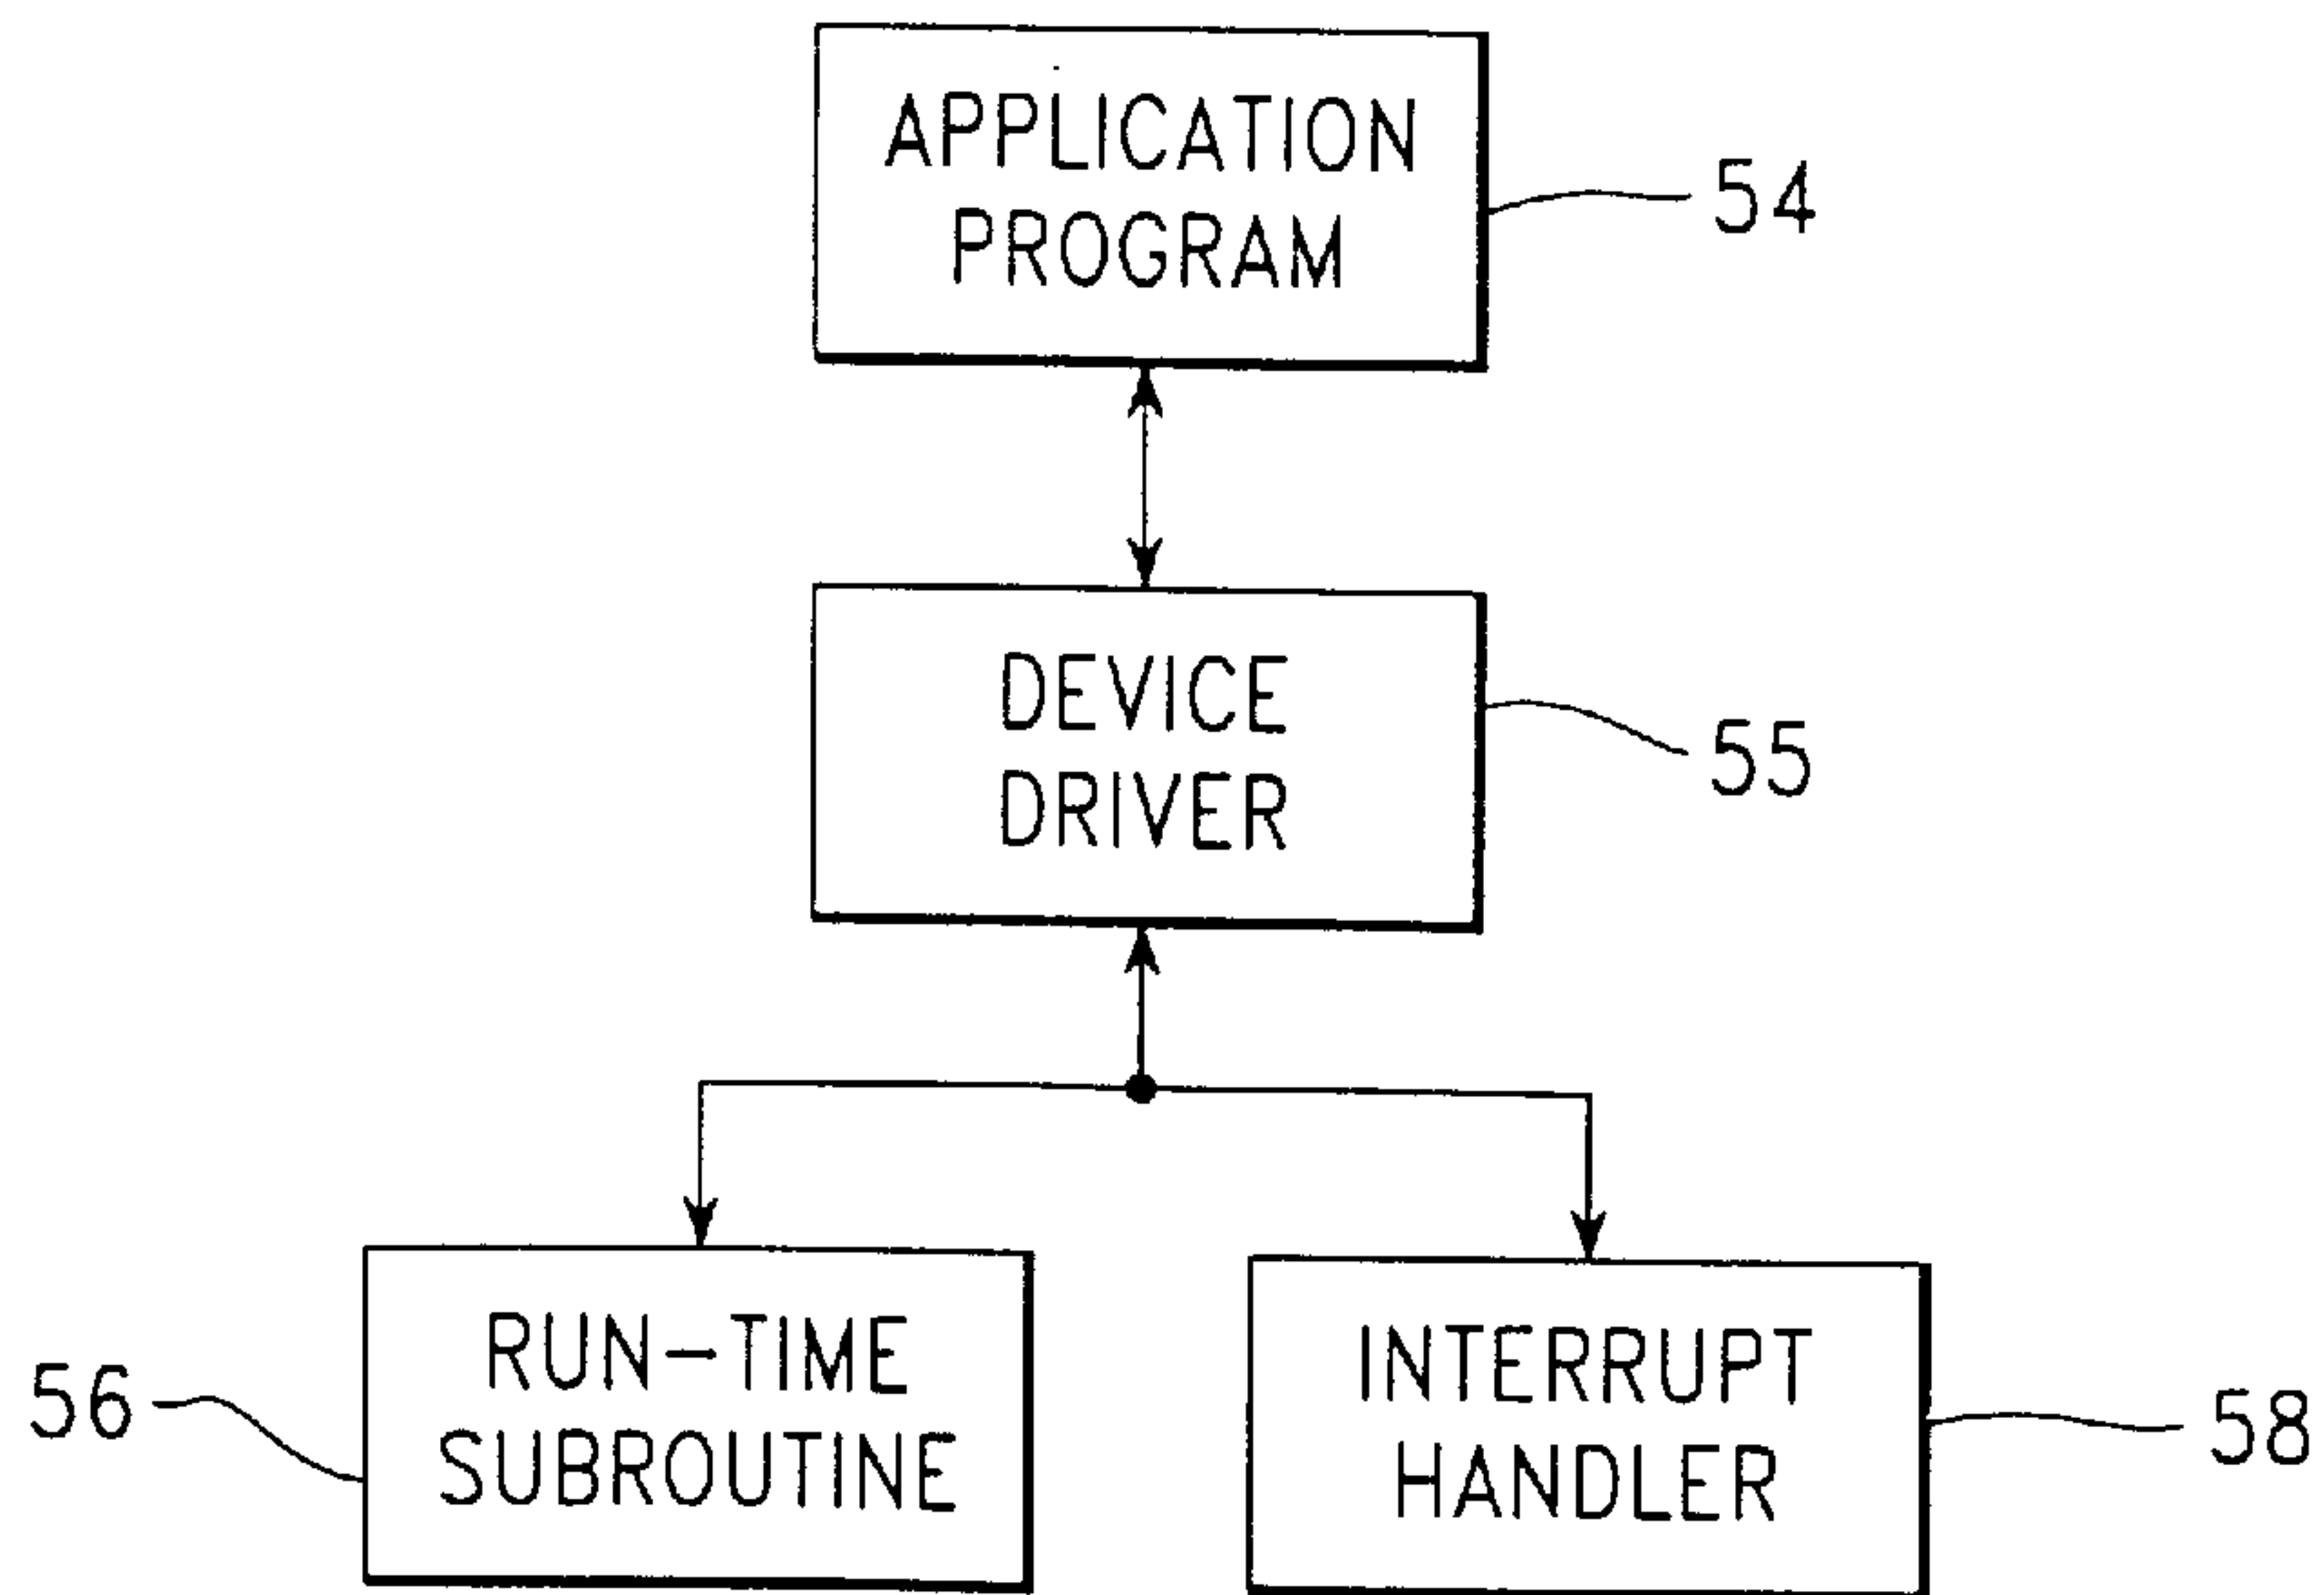 APPLICATION
PROGRAM
54
DEVICE
DRIVER
55
RUN-TIME
SUBROUTINE
56
INTERRUPT
HANDLER
58